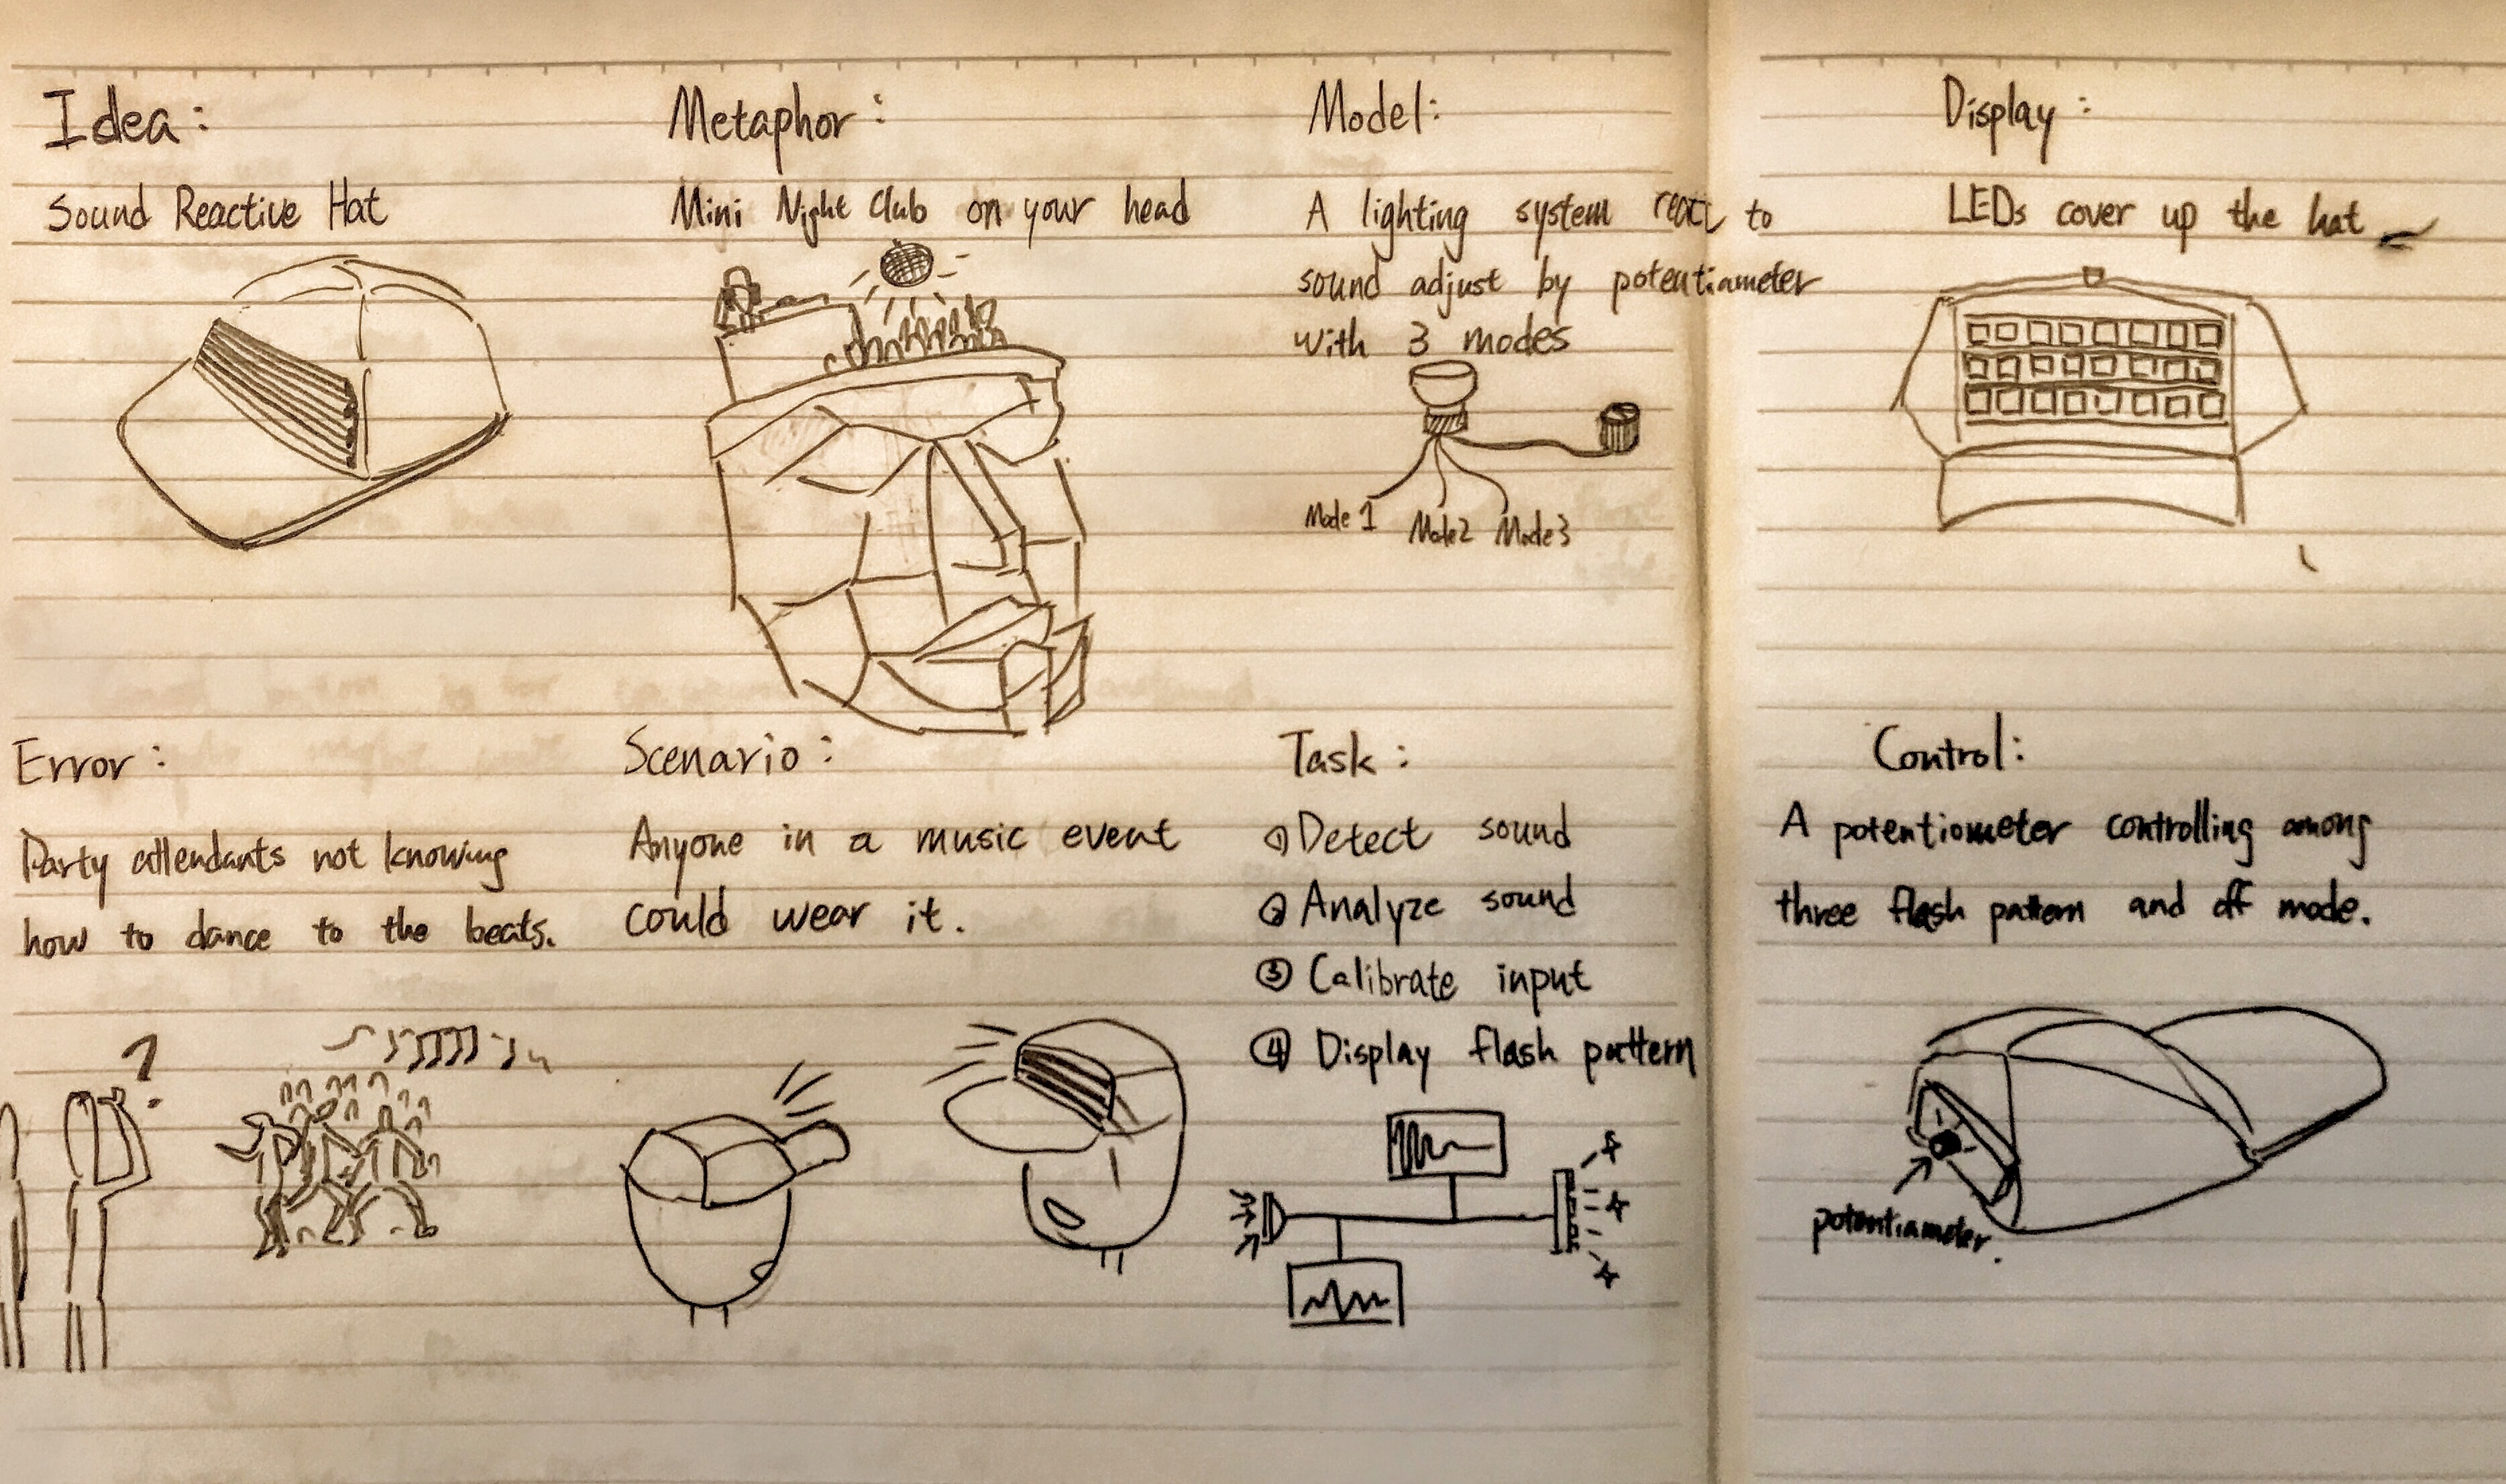 Idea:
Sound Reactive Hat
Metaphor:
Mini Night Club on your head
Model:
A lighting system react to
sound adjust by potentiameter
with 3 modes
Mode 1 Mode2 Mode3
Display:
LEDs cover up the hat
Error:
Party attendants not knowing
how to dance to the beats.
?
Scenario:
Anyone in a music event
could wear it.
Task:
① Detect sound
② Analyze sound
③ Calibrate input
④ Display flash pattern
Control:
A potentiometer controlling among
three flash pattern and off mode.
potentiameter.